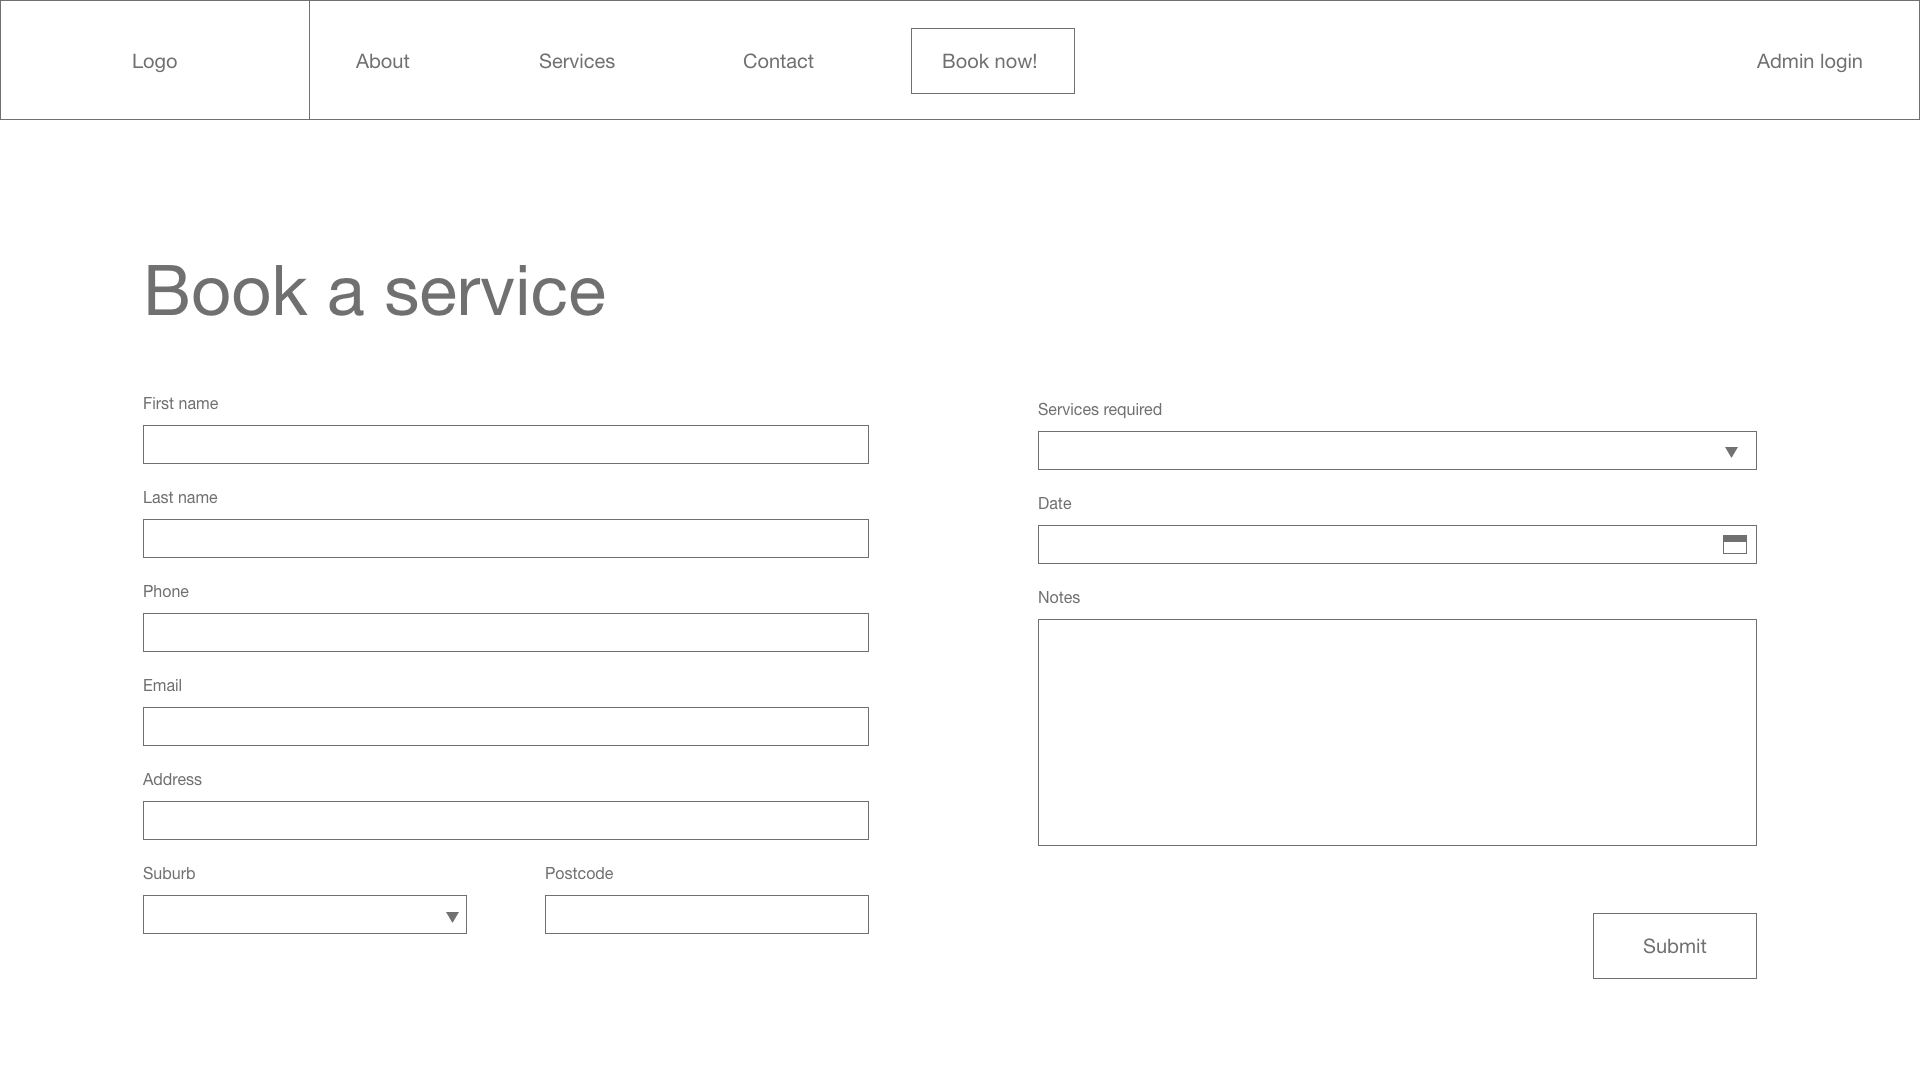 Logo
About
Services
Contact
Book now!
Admin login
Book a service
First name
Last name
Phone
Email
Address
Suburb
Postcode
Services required
Date
Notes
Submit